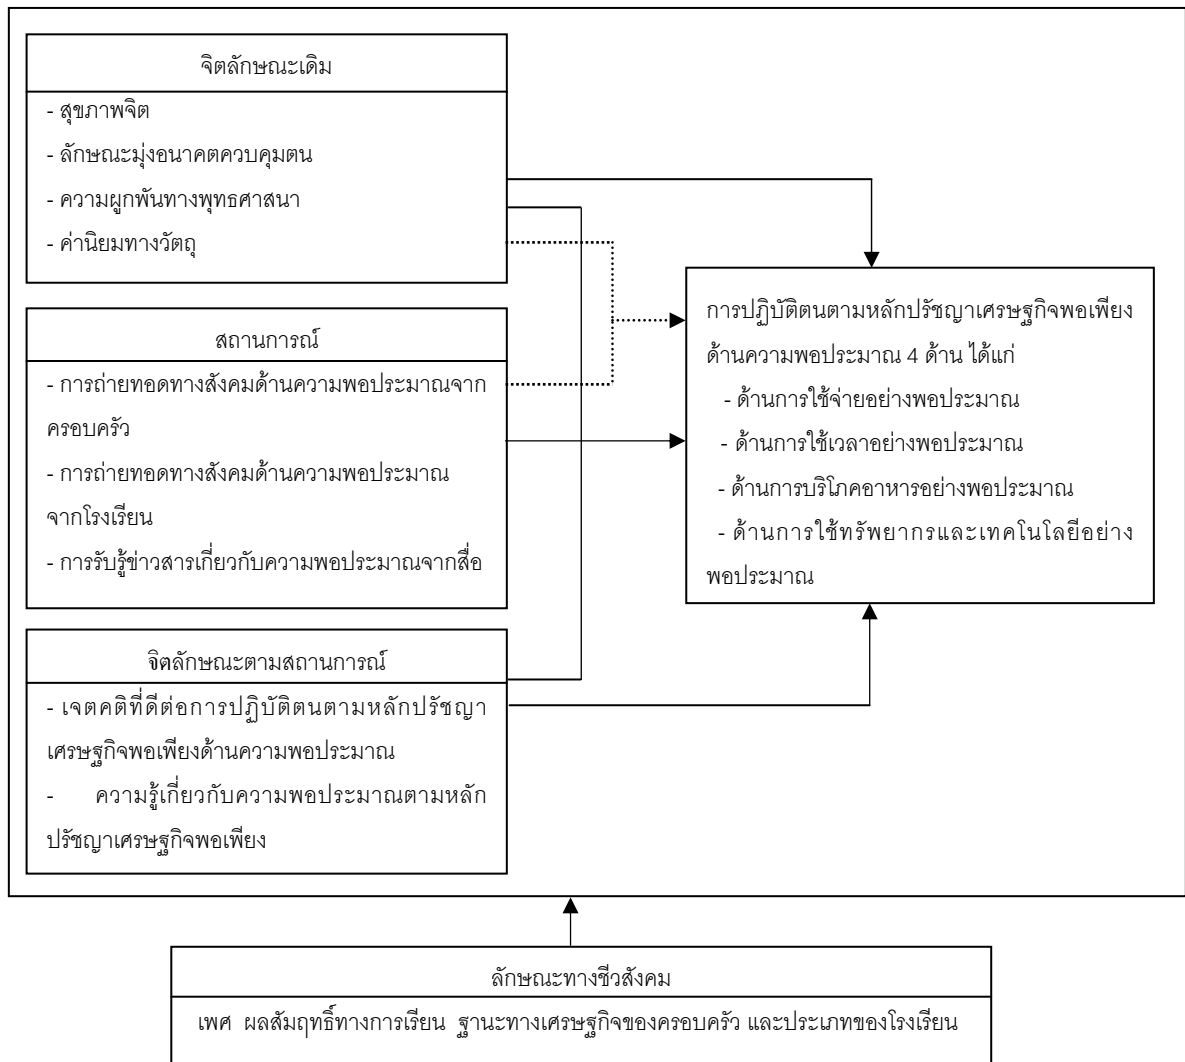 จิตลักษณะเดิม
- สุขภาพจิต
- ลักษณะมุ่งอนาคตควบคุมตน
- ความผูกพันทางพุทธศาสนา
- ค่านิยมทางวัตถุ
สถานการณ์
- การถ่ายทอดทางสังคมด้านความพอประมาณจาก
ครอบครัว
- การถ่ายทอดทางสังคมด้านความพอประมาณ
จากโรงเรียน
- การรับรู้ข่าวสารเกี่ยวกับความพอประมาณจากสื่อ
จิตลักษณะตามสถานการณ์
- เจตคติที่ดีต่อการปฏิบัติตนตามหลักปรัชญา
เศรษฐกิจพอเพียงด้านความพอประมาณ
- ความรู้เกี่ยวกับความพอประมาณตามหลัก
ปรัชญาเศรษฐกิจพอเพียง
การปฏิบัติตนตามหลักปรัชญาเศรษฐกิจพอเพียง
ด้านความพอประมาณ 4 ด้าน ได้แก่
- ด้านการใช้จ่ายอย่างพอประมาณ
- ด้านการใช้เวลาอย่างพอประมาณ
- ด้านการบริโภคอาหารอย่างพอประมาณ
- ด้านการใช้ทรัพยากรและเทคโนโลยีอย่าง
พอประมาณ
ลักษณะทางชีวสังคม
เพศ ผลสัมฤทธิ์ทางการเรียน ฐานะทางเศรษฐกิจของครอบครัว และประเภทของโรงเรียน